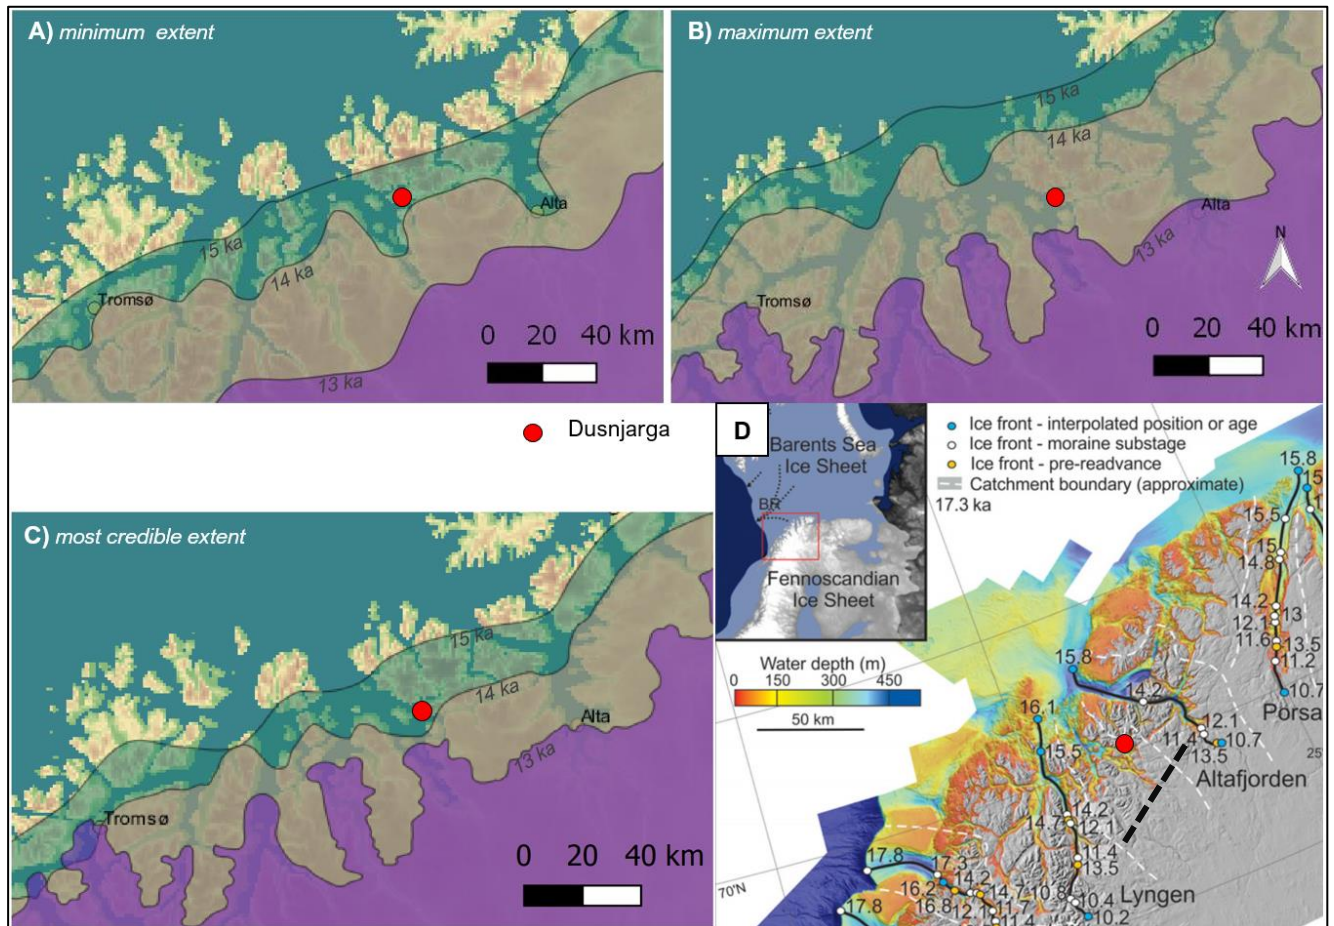 A) minimum extent
15 ka
14 ka
13 ka
Tromsø
Alta
0 20 40 km
B) maximum extent
15 ka
14 ka
13 ka
Tromsø
Alta
N
0 20 40 km
Dusnjarga
C) most credible extent
15 ka
14 ka
13 ka
Tromsø
Alta
0 20 40 km
D
Barents Sea
Ice Sheet
BR
Fennoscandian
Ice Sheet
Ice front - interpolated position or age
Ice front - moraine substage
Ice front - pre-readvance
Catchment boundary (approximate)
17.3 ka
Water depth (m)
0 150 300 450
50 km
15.8
15.5
15
14.8
14.2
13
12.1
11.6
13.5
11.2
10.7
Porsa
15.8
14.2
12.1
11.4
10.7
13.5
25
Altafjorden
16.1
15.5
14.2
14.7
12.1
11.4
13.5
10.8
10.4
10.2
Lyngen
17.8
17.3
16.2
14.2
14.7
16.8
12.1
11.7
11.4
17.8
70°N